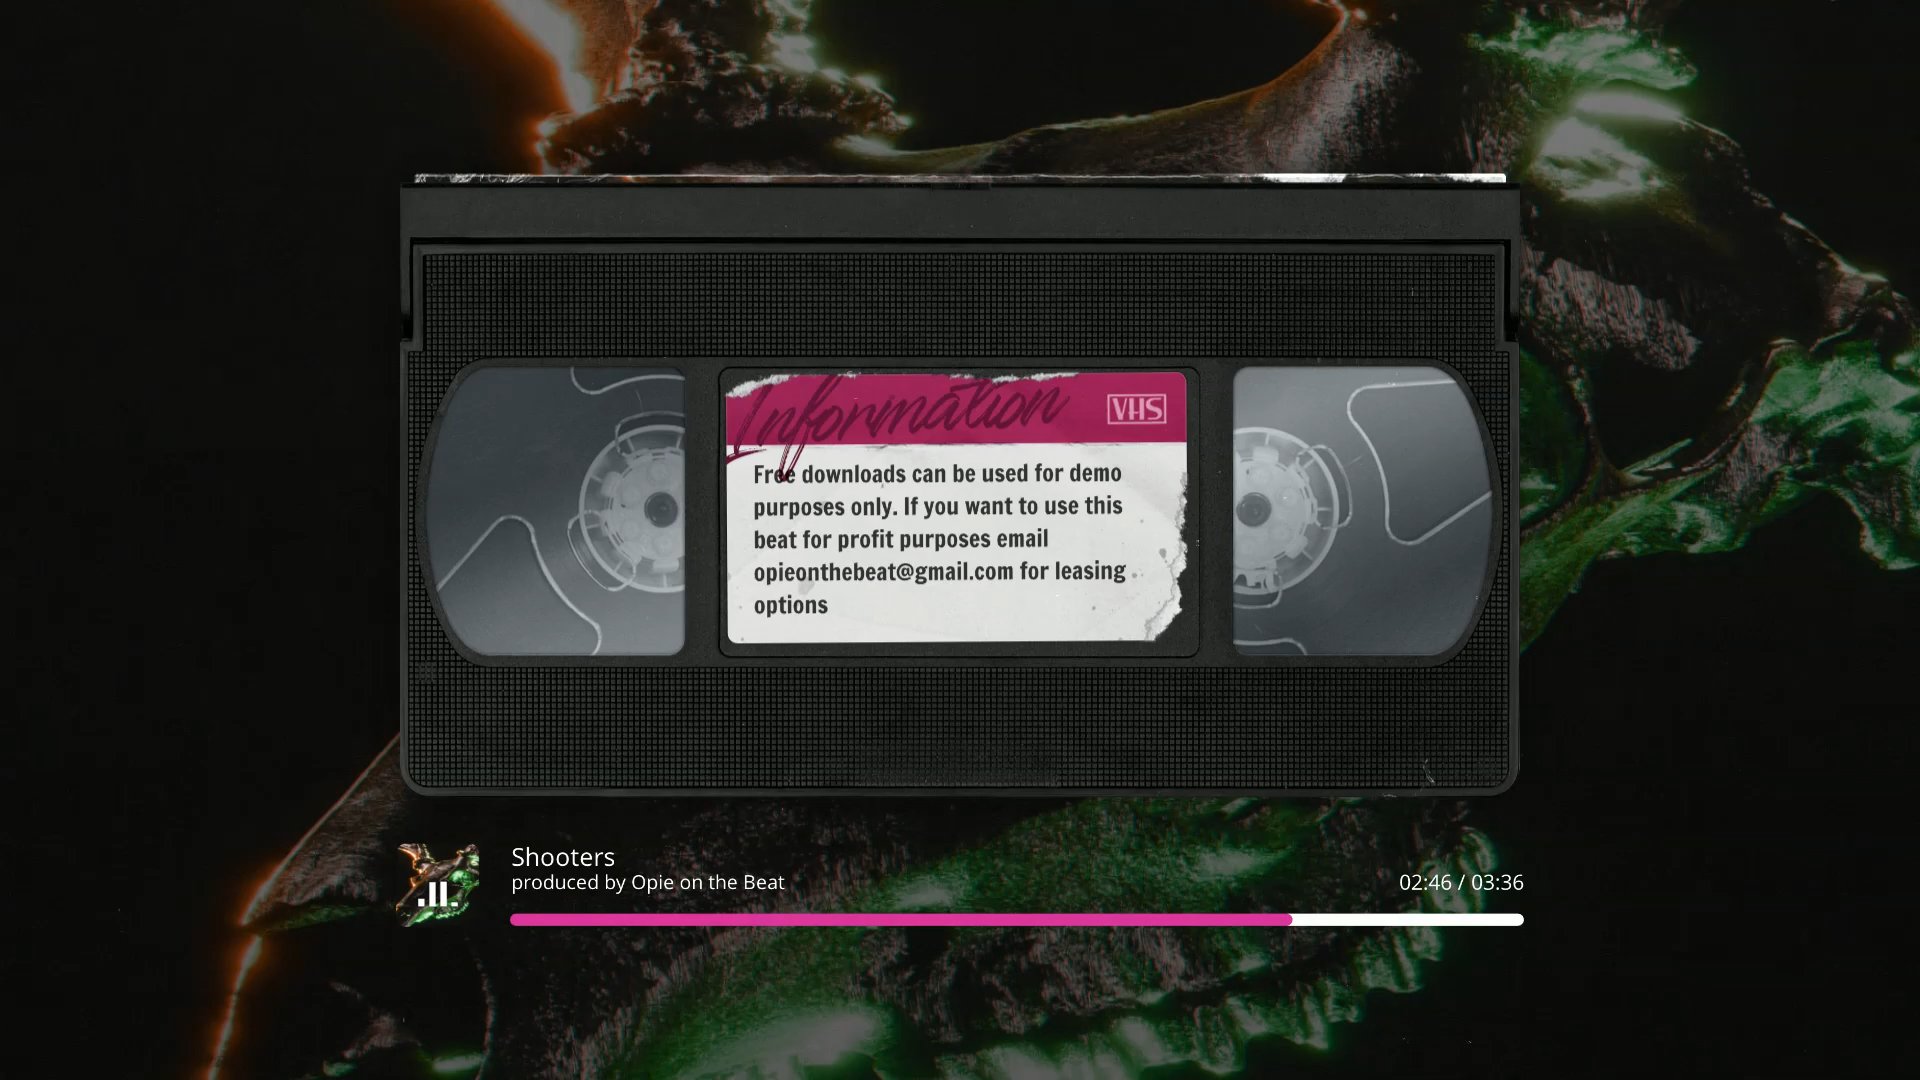 Information
VHS
Free downloads can be used for demo
purposes only. If you want to use this
beat for profit purposes email
opieonthebeat@gmail.com for leasing
options
Shooters
produced by Opie on the Beat
02:46 / 03:36